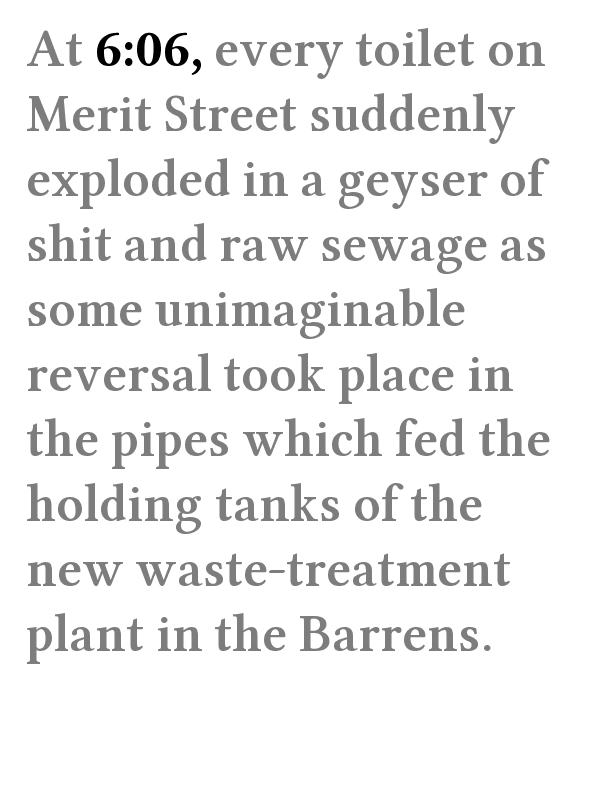 At 6:06, every toilet on
Merit Street suddenly
exploded in a geyser of
shit and raw sewage as
some unimaginable
reversal took place in
the pipes which fed the
holding tanks of the
new waste-treatment
plant in the Barrens.